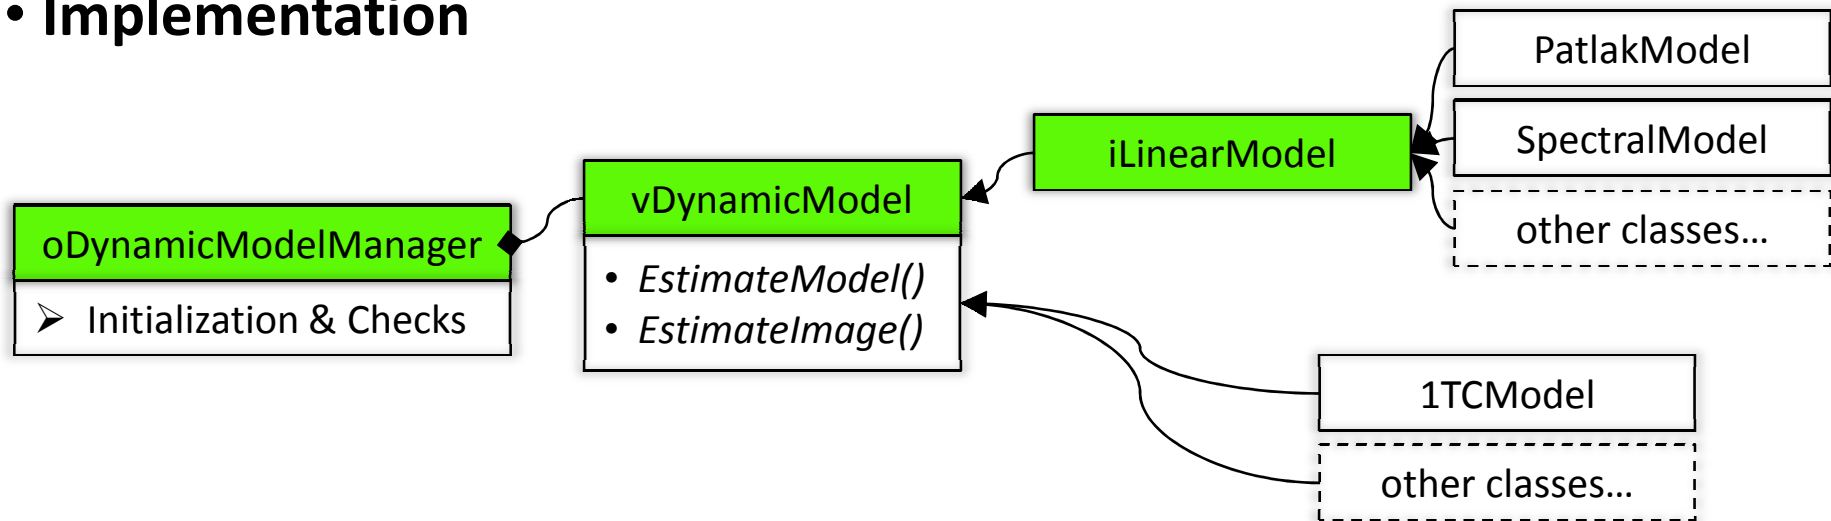 • Implementation
PatlakModel
SpectralModel
other classes...
iLinearModel
vDynamicModel
• EstimateModel()
• EstimateImage()
oDynamicModelManager
➢ Initialization & Checks
1TCModel
other classes...